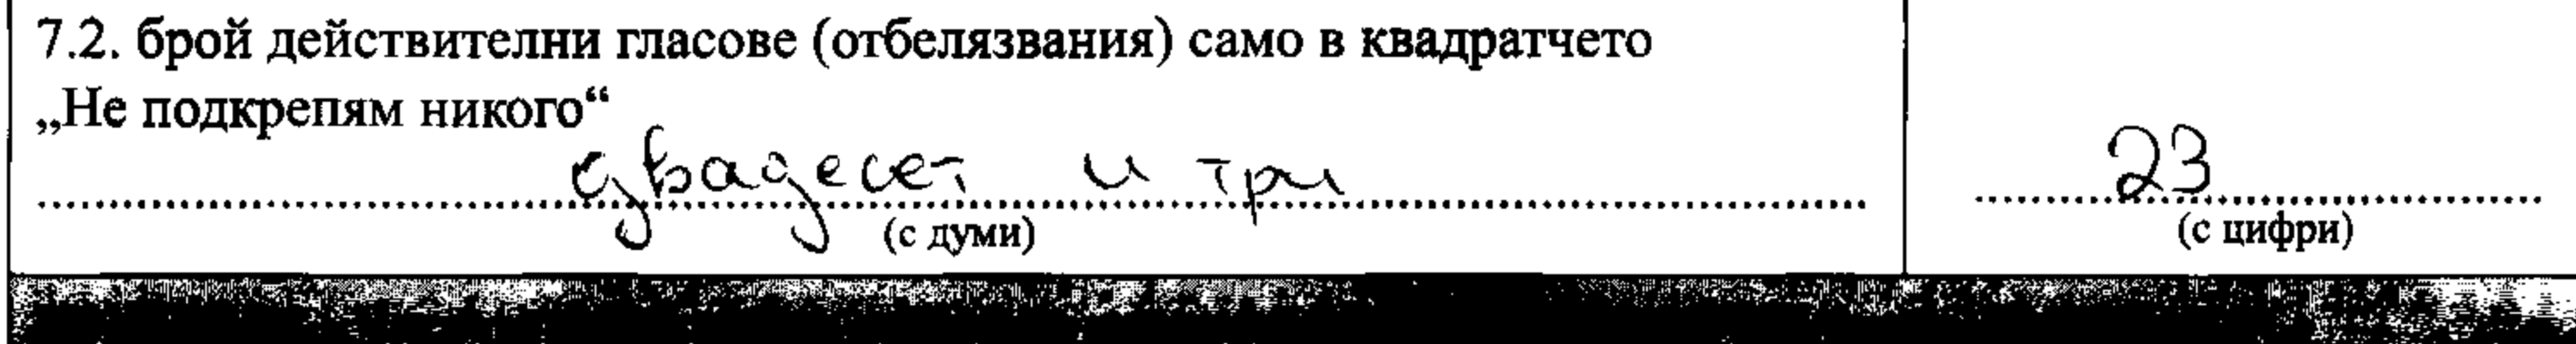 7.2. брой действителни гласове (отбелязвания) само в квадратчето
„Не подкрепям никого“
двадесет и три
23
(с думи)
(с цифри)